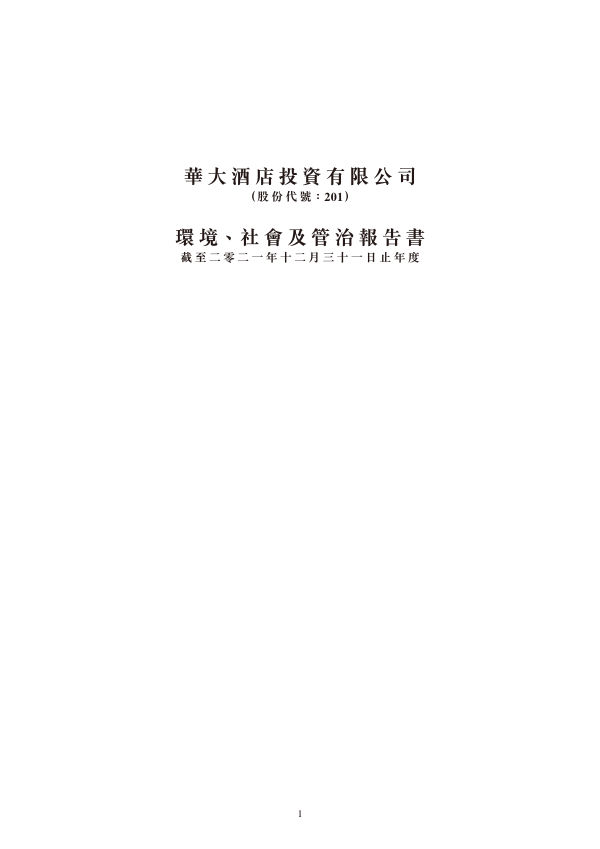 華大酒店投資有限公司
(股份代號：201)
環境、社會及管治報告書
截至二零二一年十二月三十一日止年度
1